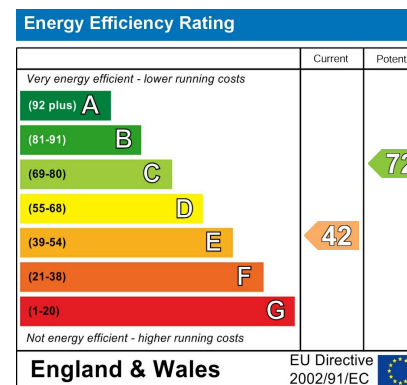 Energy Efficiency Rating
Current Potent
Very energy efficient - lower running costs
(92 plus) A
(81-91) B
(69-80) C
72
(55-68) D
(39-54) E
42
(21-38) F
(1-20) G
Not energy efficient - higher running costs
England & Wales
EU Directive
2002/91/EC